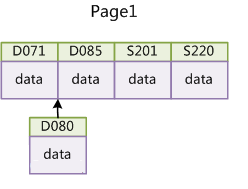 Page1
D071 D085 S201 S220
data data data data
D080
data